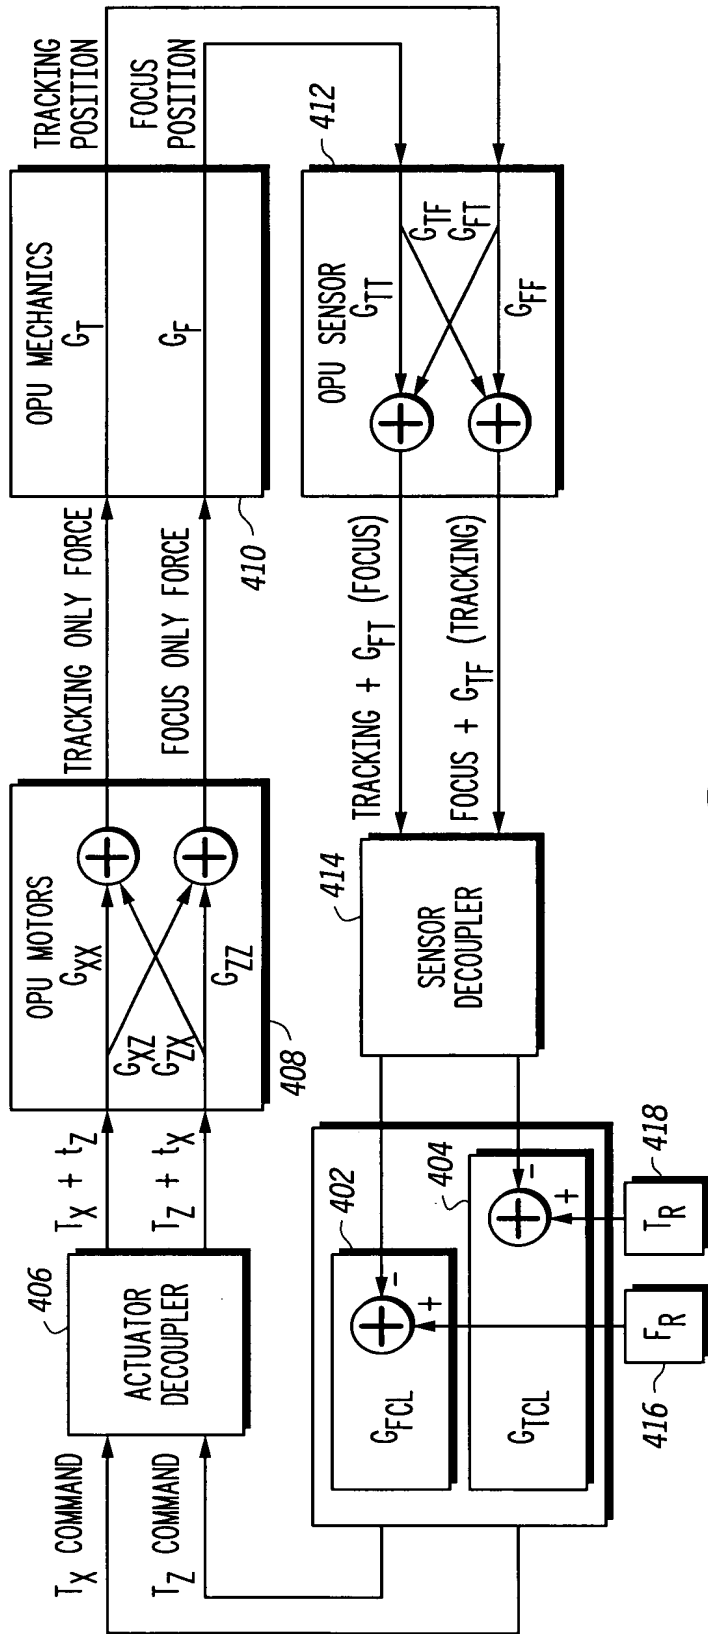 T_X COMMAND
T_Z COMMAND
406
ACTUATOR
DECOUPLER
T_X + t_Z
T_Z + t_X
OPU MOTORS
G_XX
G_XZ
G_ZX
G_ZZ
408
TRACKING ONLY FORCE
FOCUS ONLY FORCE
OPU MECHANICS
G_T
G_F
410
TRACKING
POSITION
FOCUS
POSITION
412
OPU SENSOR
G_TT
G_TF
G_FT
G_FF
TRACKING + G_FT (FOCUS)
FOCUS + G_TF (TRACKING)
414
SENSOR
DECOUPLER
402
-
+
G_FCL
404
-
+
G_TCL
F_R
416
T_R
418